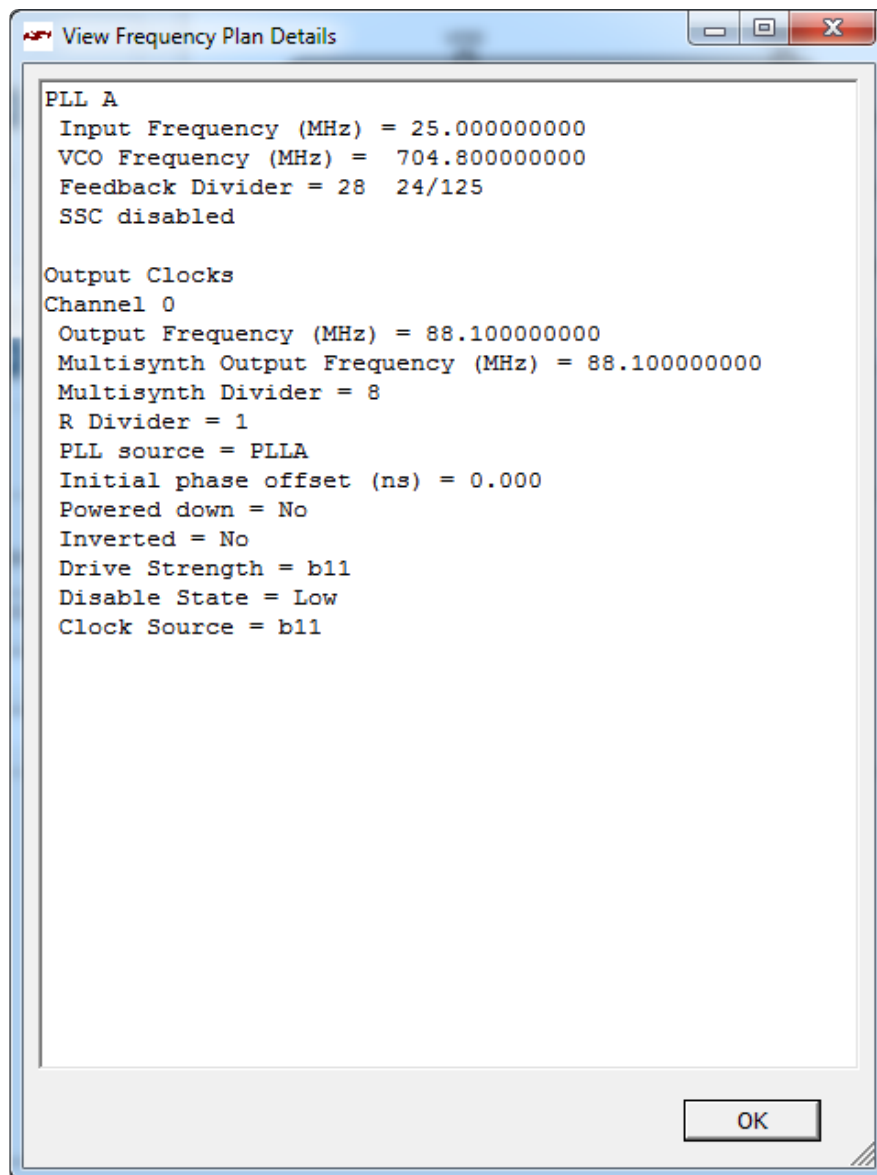 View Frequency Plan Details
PLL A
Input Frequency (MHz) = 25.000000000
VCO Frequency (MHz) =  704.800000000
Feedback Divider = 28  24/125
SSC disabled
Output Clocks
Channel 0
Output Frequency (MHz) = 88.100000000
Multisynth Output Frequency (MHz) = 88.100000000
Multisynth Divider = 8
R Divider = 1
PLL source = PLLA
Initial phase offset (ns) = 0.000
Powered down = No
Inverted = No
Drive Strength = b11
Disable State = Low
Clock Source = b11
OK